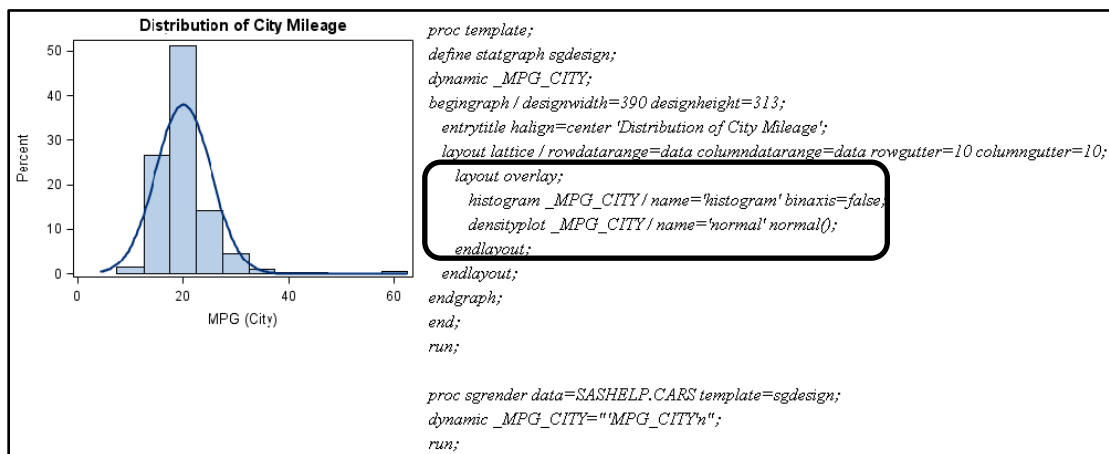 Distribution of City Mileage
50
40
30
20
10
0
Percent
0
20
40
60
MPG (City)
proc template;
define statgraph sgdesign;
dynamic _MPG_CITY;
begingraph / designwidth=390 designheight=313;
entrytitle halign=center 'Distribution of City Mileage';
layout lattice / rowdatarange=data columndatarange=data rowgutter=10 columngutter=10;
layout overlay;
histogram _MPG_CITY / name='histogram' binaxis=false;
densityplot _MPG_CITY / name='normal' normal();
endlayout;
endlayout;
endgraph;
end;
run;
proc sgrender data=SASHELP.CARS template=sgdesign;
dynamic _MPG_CITY="'MPG_CITY'n";
run;